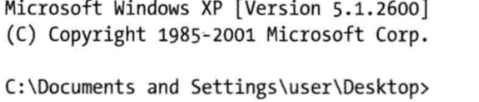 Microsoft Windows XP [Version 5.1.2600]
(C) Copyright 1985-2001 Microsoft Corp.
C:\Documents and Settings\user\Desktop>